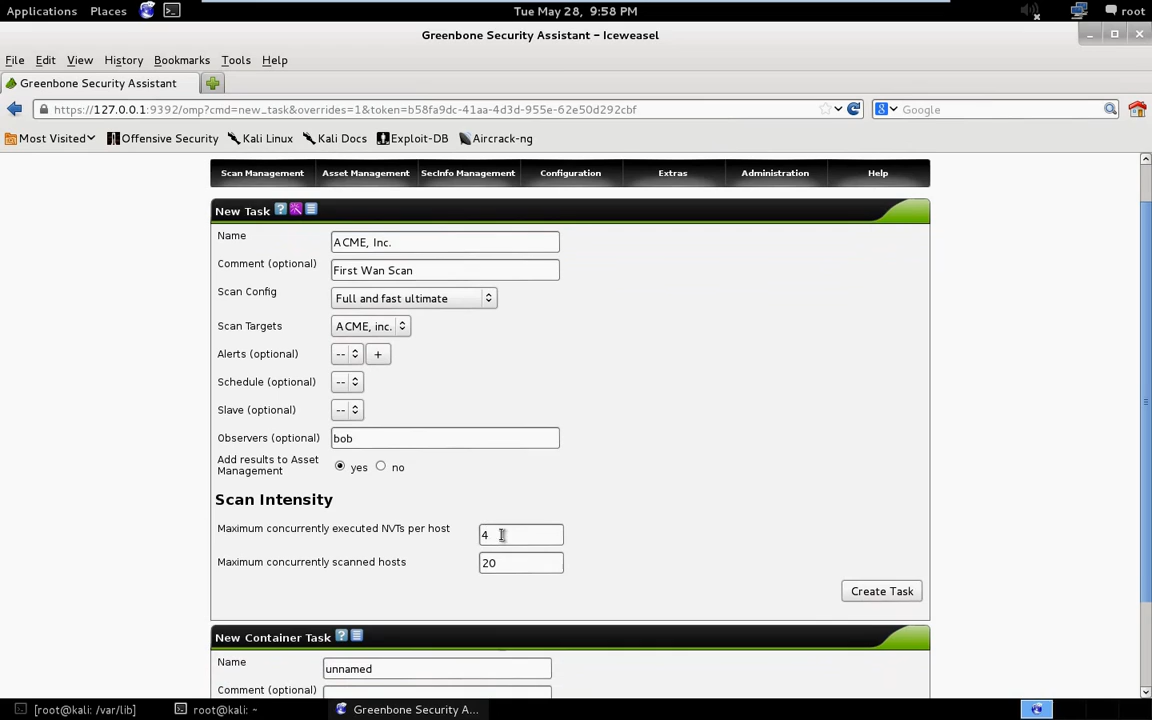 Applications Places Tue May 28, 9:58 PM root
Greenbone Security Assistant - Iceweasel
File Edit View History Bookmarks Tools Help
Greenbone Security Assistant
https://127.0.0.1:9392/omp?cmd=new_task&overrides=1&token=b58fa9dc-41aa-4d3d-955e-62e50d292cbf Google
Most Visited Offensive Security Kali Linux Kali Docs Exploit-DB Aircrack-ng
Scan Management Asset Management SecInfo Management Configuration Extras Administration Help
New Task ?
Name ACME, Inc.
Comment (optional) First Wan Scan
Scan Config Full and fast ultimate
Scan Targets ACME, inc.
Alerts (optional) -- +
Schedule (optional) --
Slave (optional) --
Observers (optional) bob
Add results to Asset
Management yes no
Scan Intensity
Maximum concurrently executed NVTs per host 4
Maximum concurrently scanned hosts 20
Create Task
New Container Task ?
Name unnamed
Comment (optional)
[root@kali: /var/lib] root@kali: ~ Greenbone Security A...